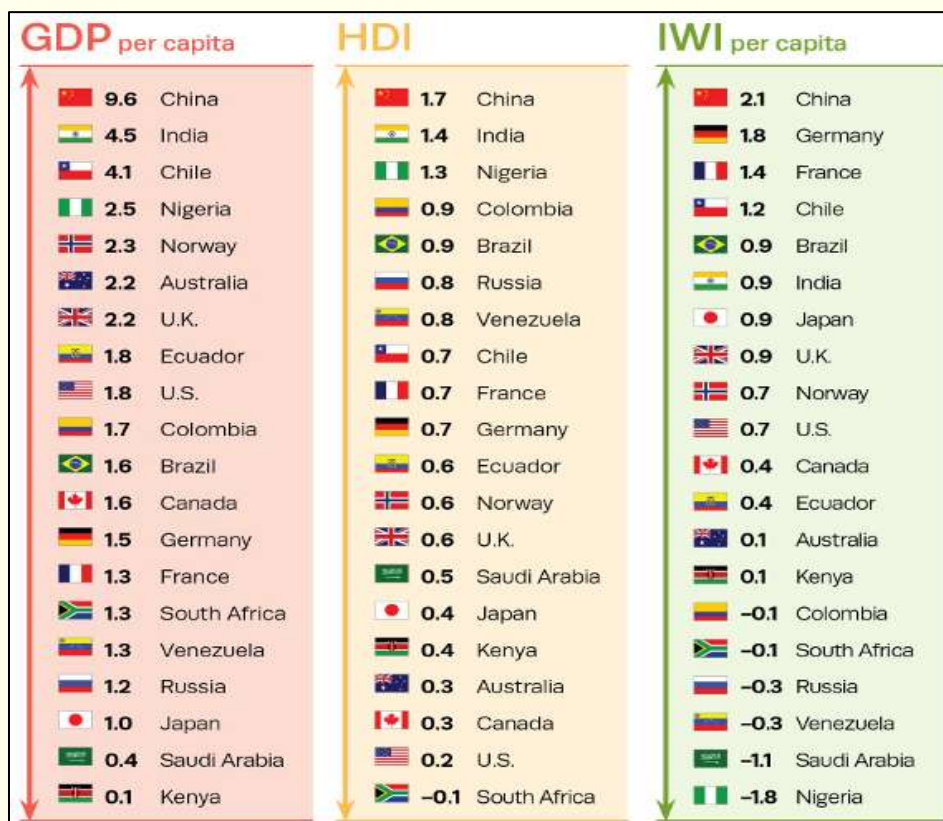 GDP per capita
9.6 China
4.5 India
4.1 Chile
2.5 Nigeria
2.3 Norway
2.2 Australia
2.2 U.K.
1.8 Ecuador
1.8 U.S.
1.7 Colombia
1.6 Brazil
1.6 Canada
1.5 Germany
1.3 France
1.3 South Africa
1.3 Venezuela
1.2 Russia
1.0 Japan
0.4 Saudi Arabia
0.1 Kenya
HDI
1.7 China
1.4 India
1.3 Nigeria
0.9 Colombia
0.9 Brazil
0.8 Russia
0.8 Venezuela
0.7 Chile
0.7 France
0.7 Germany
0.6 Ecuador
0.6 Norway
0.6 U.K.
0.5 Saudi Arabia
0.4 Japan
0.4 Kenya
0.3 Australia
0.3 Canada
0.2 U.S.
–0.1 South Africa
IWI per capita
2.1 China
1.8 Germany
1.4 France
1.2 Chile
0.9 Brazil
0.9 India
0.9 Japan
0.9 U.K.
0.7 Norway
0.7 U.S.
0.4 Canada
0.4 Ecuador
0.1 Australia
0.1 Kenya
–0.1 Colombia
–0.1 South Africa
–0.3 Russia
–0.3 Venezuela
–1.1 Saudi Arabia
–1.8 Nigeria